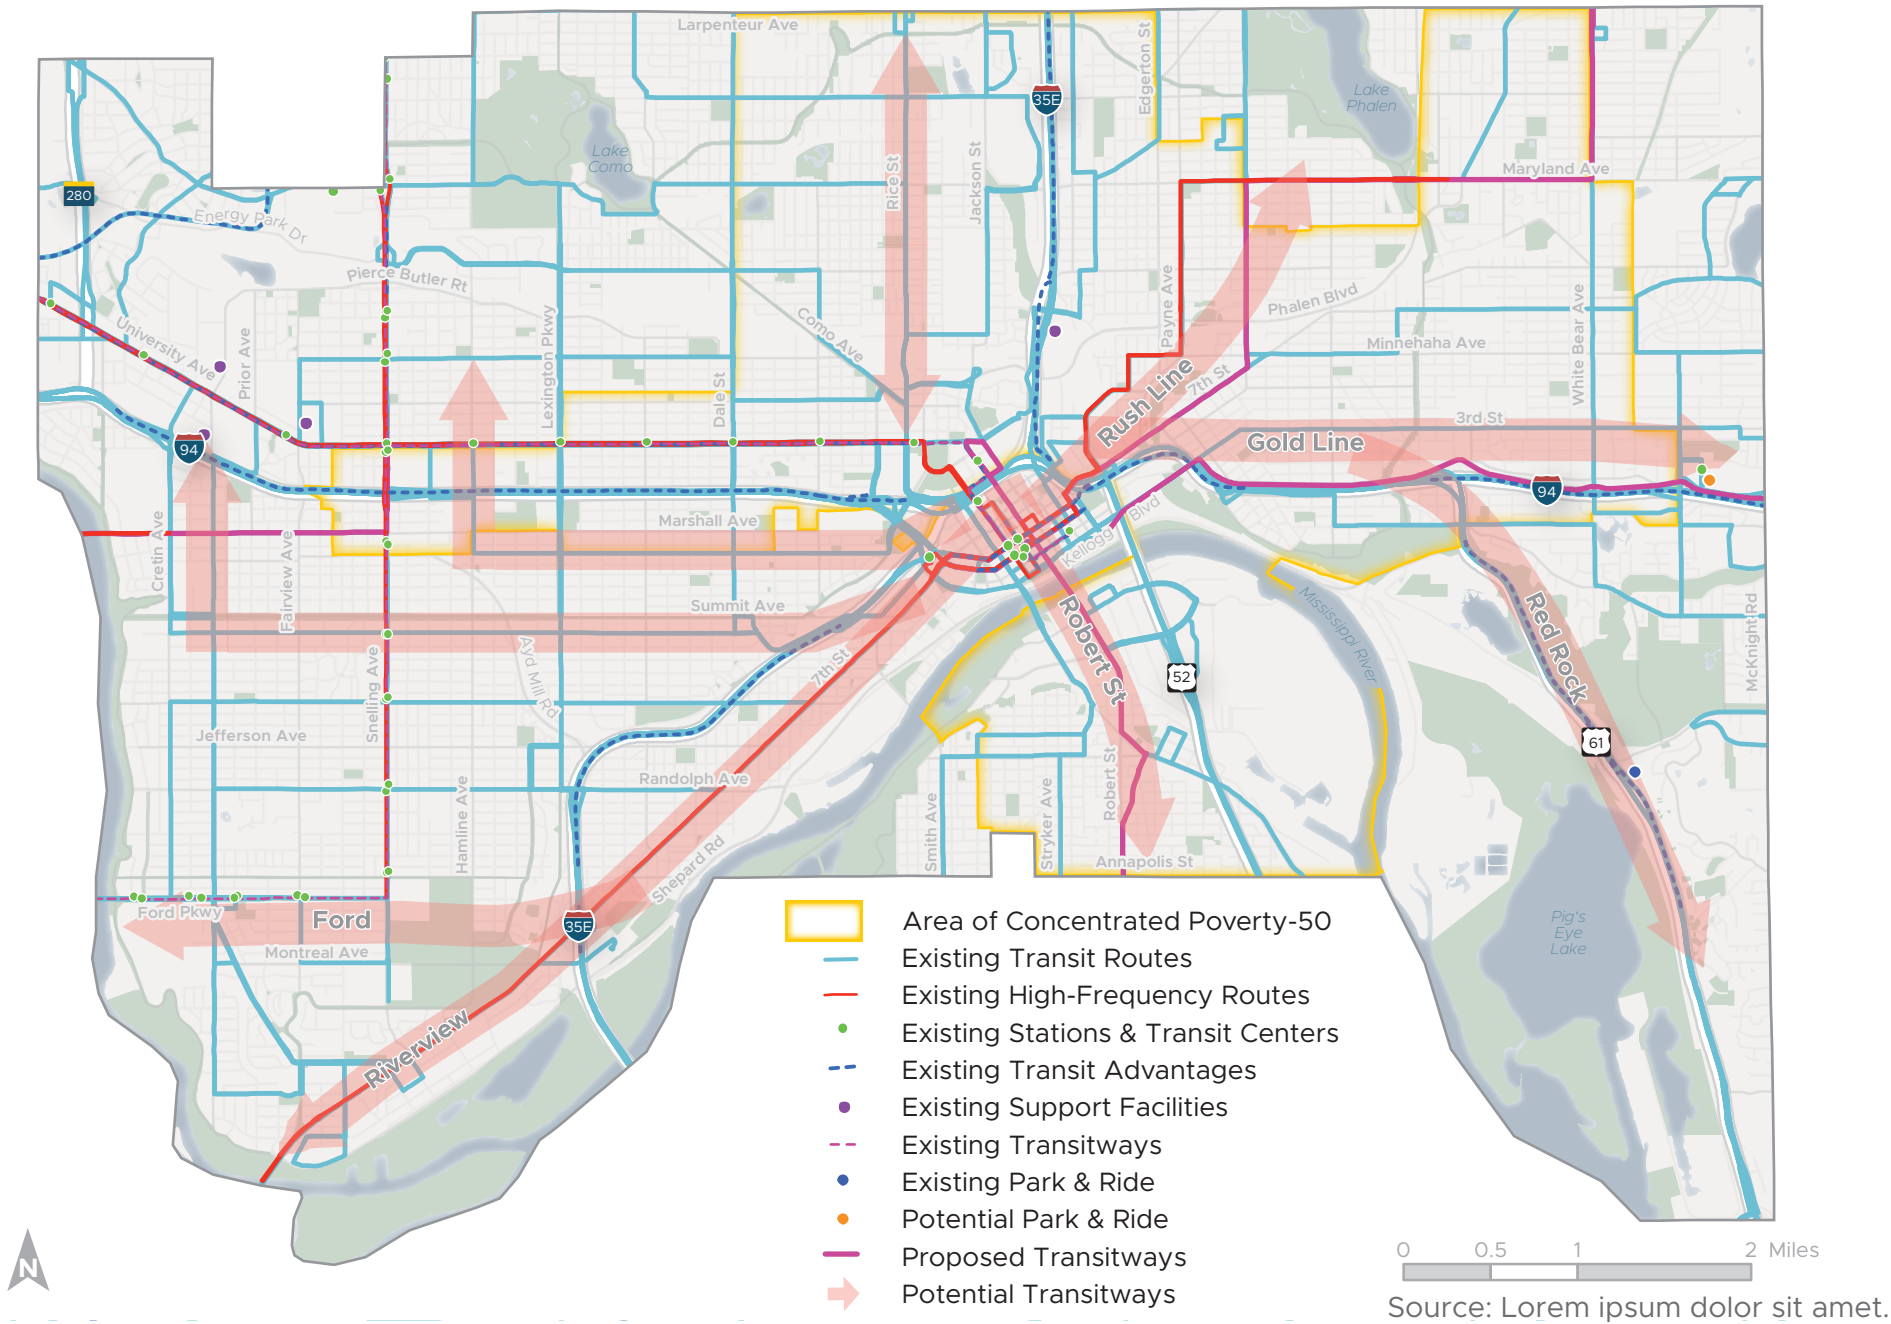 Larpenteur Ave
Edgerton St
35E
Lake
Phalen
Lake
Como
Rice St
Jackson St
Maryland Ave
280
Energy Park Dr
Pierce Butler Rt
University Ave
Prior Ave
Lexington Pkwy
Como Ave
Payne Ave
Phalen Blvd
White Bear Ave
Minnehaha Ave
Dale St
Rush Line
7th St
3rd St
Gold Line
94
94
Marshall Ave
Kellogg Blvd
Cretin Ave
Fairview Ave
Summit Ave
Mississippi River
Robert St
Red Rock
McKnight Rd
Ayd Mill Rd
7th St
52
Snelling Ave
Jefferson Ave
61
Randolph Ave
Hamline Ave
Robert St
Smith Ave
Stryker Ave
Shepard Rd
Annapolis St
Ford Pkwy
Ford
35E
Montreal Ave
Pig's
Eye
Lake
Riverview
Area of Concentrated Poverty-50
Existing Transit Routes
Existing High-Frequency Routes
Existing Stations & Transit Centers
Existing Transit Advantages
Existing Support Facilities
Existing Transitways
Existing Park & Ride
Potential Park & Ride
Proposed Transitways
Potential Transitways
N
0 0.5 1 2 Miles
Source: Lorem ipsum dolor sit amet.